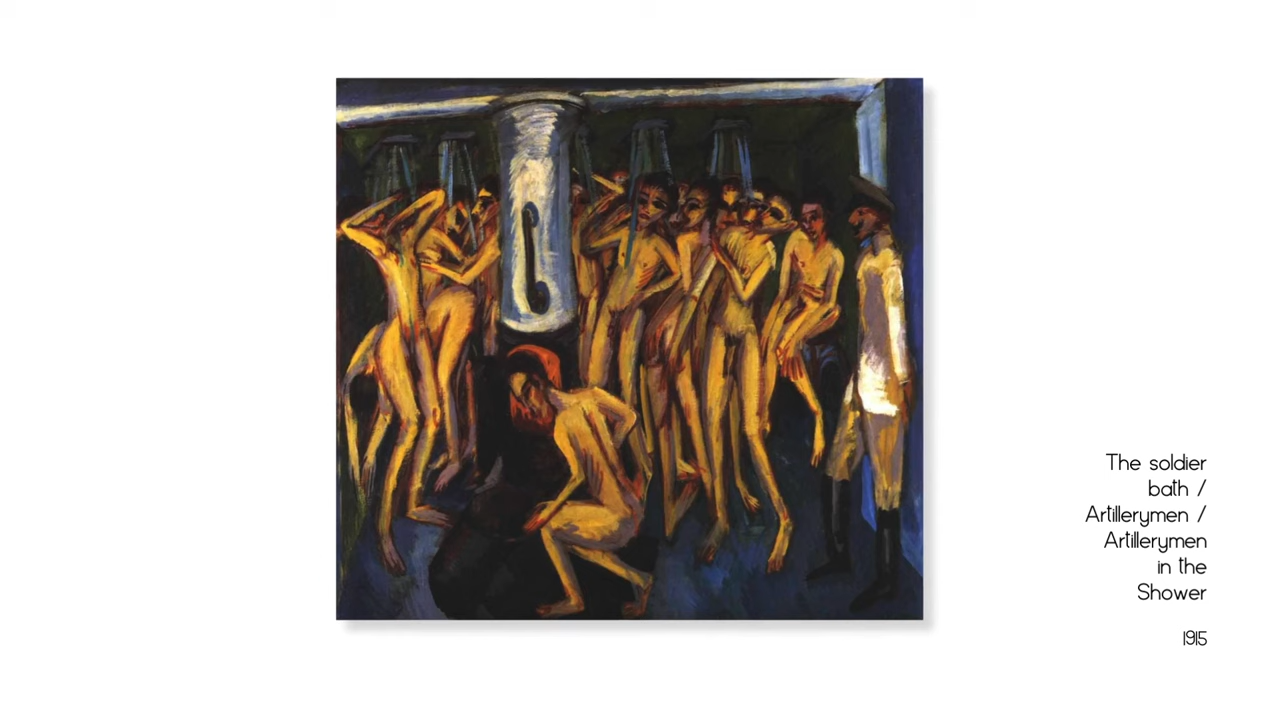 The soldier
bath /
Artillerymen /
Artillerymen
in the
Shower
1915